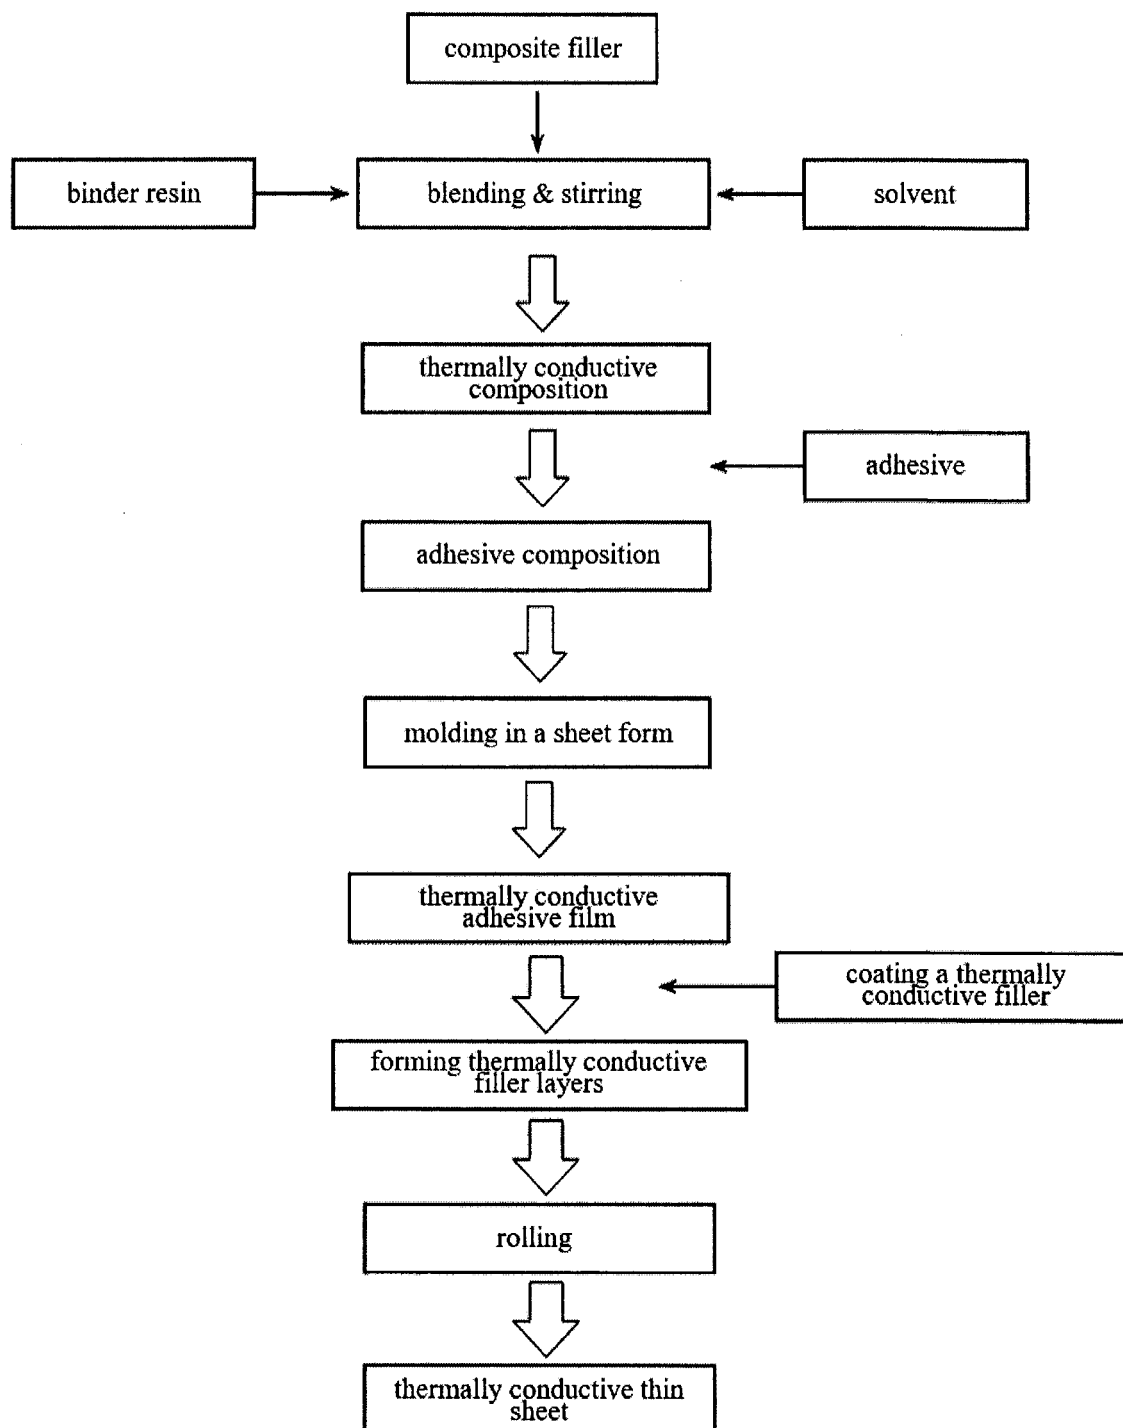 composite filler
binder resin
blending & stirring
solvent
thermally conductive
composition
adhesive
adhesive composition
molding in a sheet form
thermally conductive
adhesive film
coating a thermally
conductive filler
forming thermally conductive
filler layers
rolling
thermally conductive thin
sheet